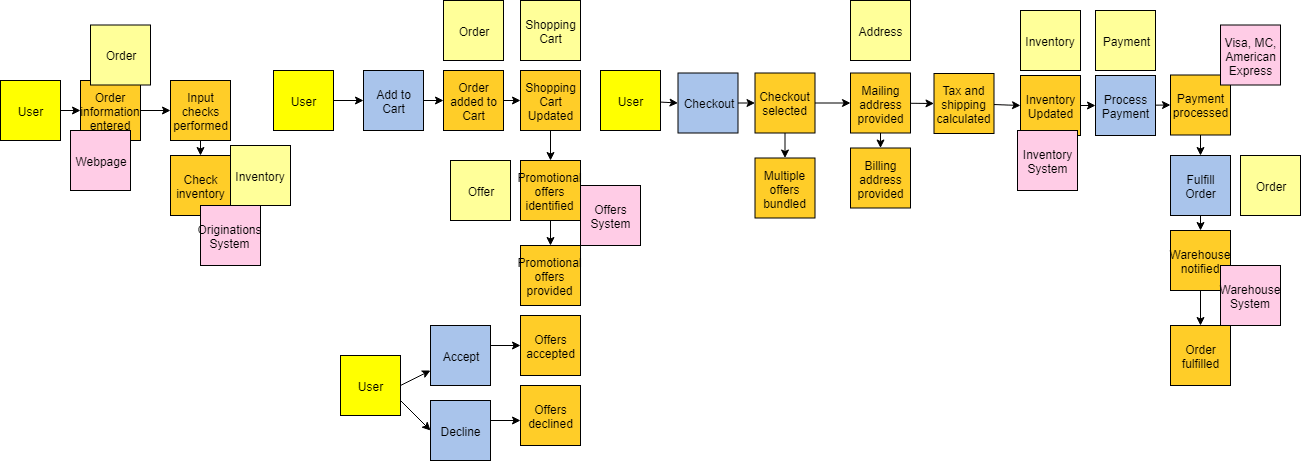 Order
User
Order
information
entered
Input
checks
performed
Webpage
Check
inventory
Inventory
Originations
System
Order
Shopping
Cart
User
Add to
Cart
Order
added to
Cart
Shopping
Cart
Updated
Offer
Promotional
offers
identified
Offers
System
Promotional
offers
provided
User
Accept
Offers
accepted
Decline
Offers
declined
Address
Inventory
Payment
Visa, MC,
American
Express
User
Checkout
Checkout
selected
Mailing
address
provided
Tax and
shipping
calculated
Inventory
Updated
Process
Payment
Payment
processed
Multiple
offers
bundled
Billing
address
provided
Inventory
System
Fulfill
Order
Order
Warehouse
notified
Warehouse
System
Order
fulfilled